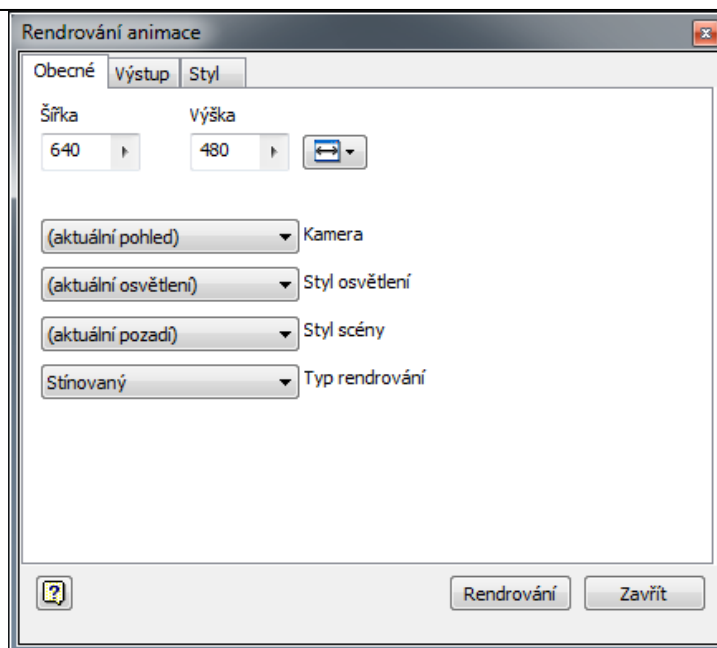 Rendrování animace
Obecné Výstup Styl
Šířka Výška
640 480
(aktuální pohled) Kamera
(aktuální osvětlení) Styl osvětlení
(aktuální pozadí) Styl scény
Stínovaný Typ rendrování
Rendrování Zavřít